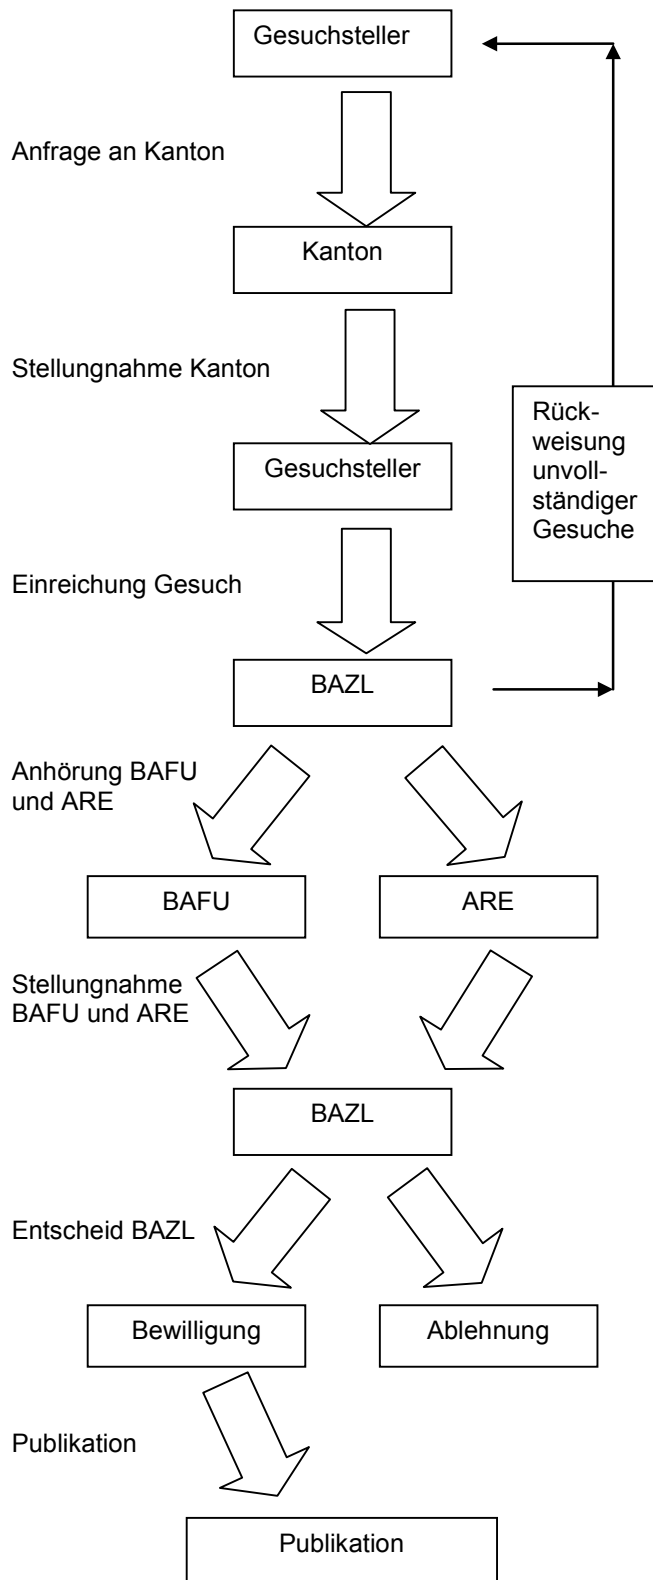 Gesuchsteller
Anfrage an Kanton
Kanton
Stellungnahme Kanton
Rück-
weisung
unvoll-
ständiger
Gesuche
Gesuchsteller
Einreichung Gesuch
BAZL
Anhörung BAFU
und ARE
BAFU
ARE
Stellungnahme
BAFU und ARE
BAZL
Entscheid BAZL
Bewilligung
Ablehnung
Publikation
Publikation